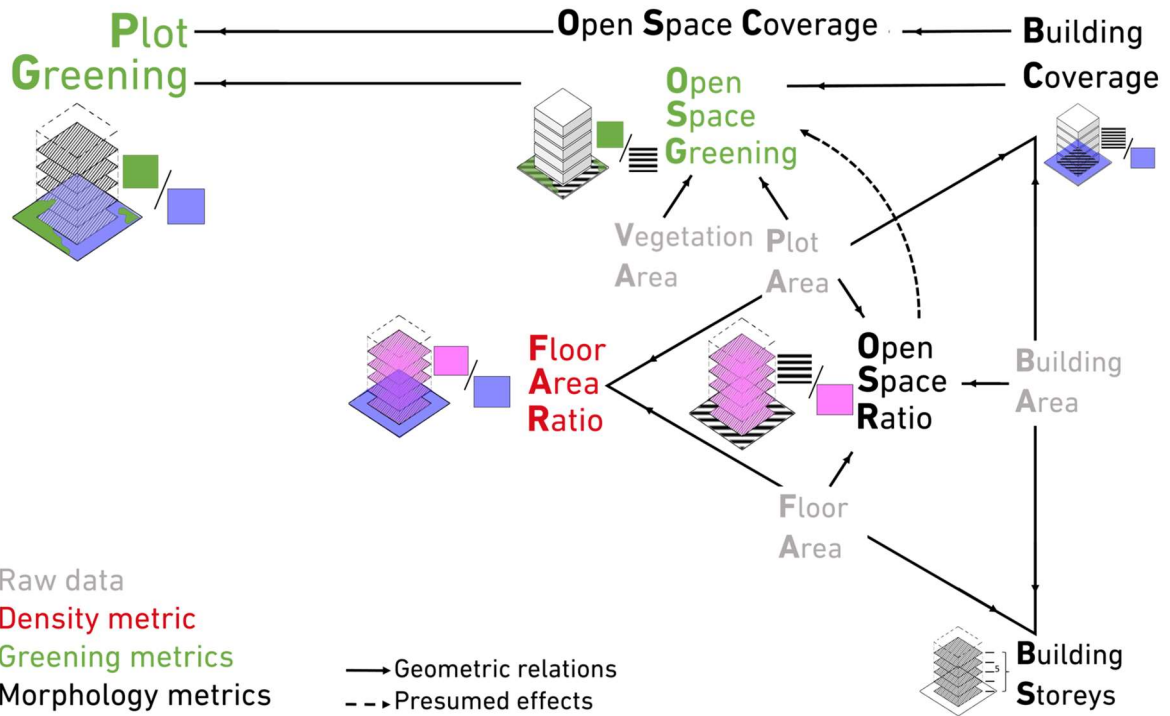 Plot
Greening
Open Space Coverage
Building
Coverage
Open
Space
Greening
Vegetation
Area
Plot
Area
Floor
Area
Ratio
Open
Space
Ratio
Building
Area
Floor
Area
Raw data
Density metric
Greening metrics
Morphology metrics
Geometric relations
Presumed effects
5
Building
Storeys